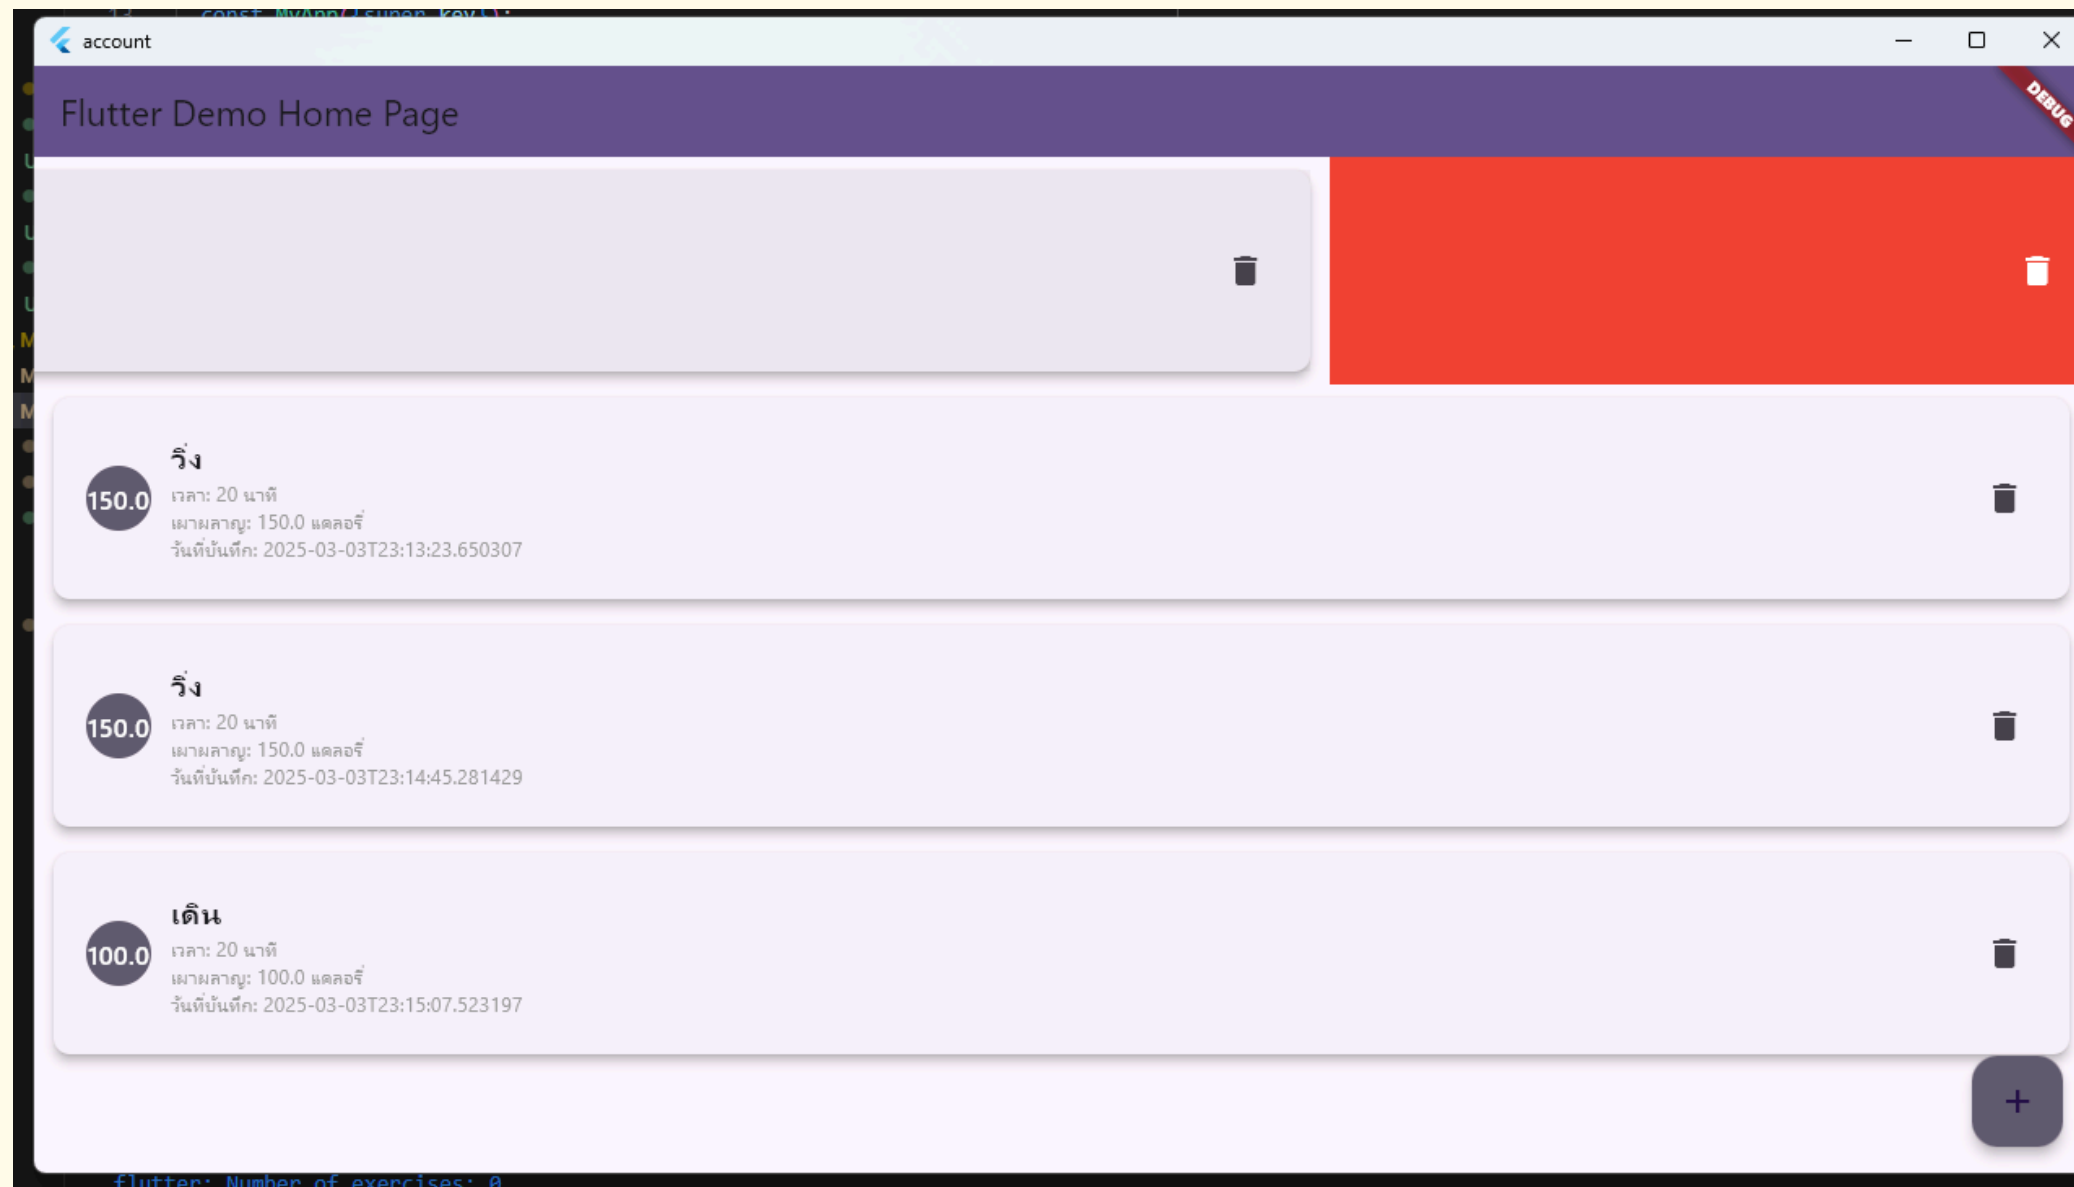 const MyApp({super.key});
account
Flutter Demo Home Page
DEBUG
วิ่ง
150.0
เวลา: 20 นาที
เผาผลาญ: 150.0 แคลอรี่
วันที่บันทึก: 2025-03-03T23:13:23.650307
วิ่ง
150.0
เวลา: 20 นาที
เผาผลาญ: 150.0 แคลอรี่
วันที่บันทึก: 2025-03-03T23:14:45.281429
เดิน
100.0
เวลา: 20 นาที
เผาผลาญ: 100.0 แคลอรี่
วันที่บันทึก: 2025-03-03T23:15:07.523197
flutter: Number of exercises: 0